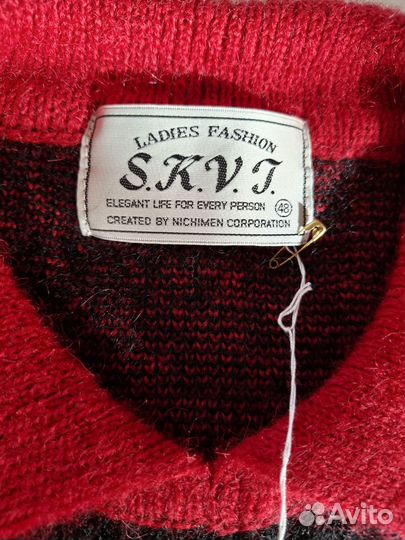 LADIES FASHION
S.K.V.T.
ELEGANT LIFE FOR EVERY PERSON 48
CREATED BY NICHIMEN CORPORATION
Avito